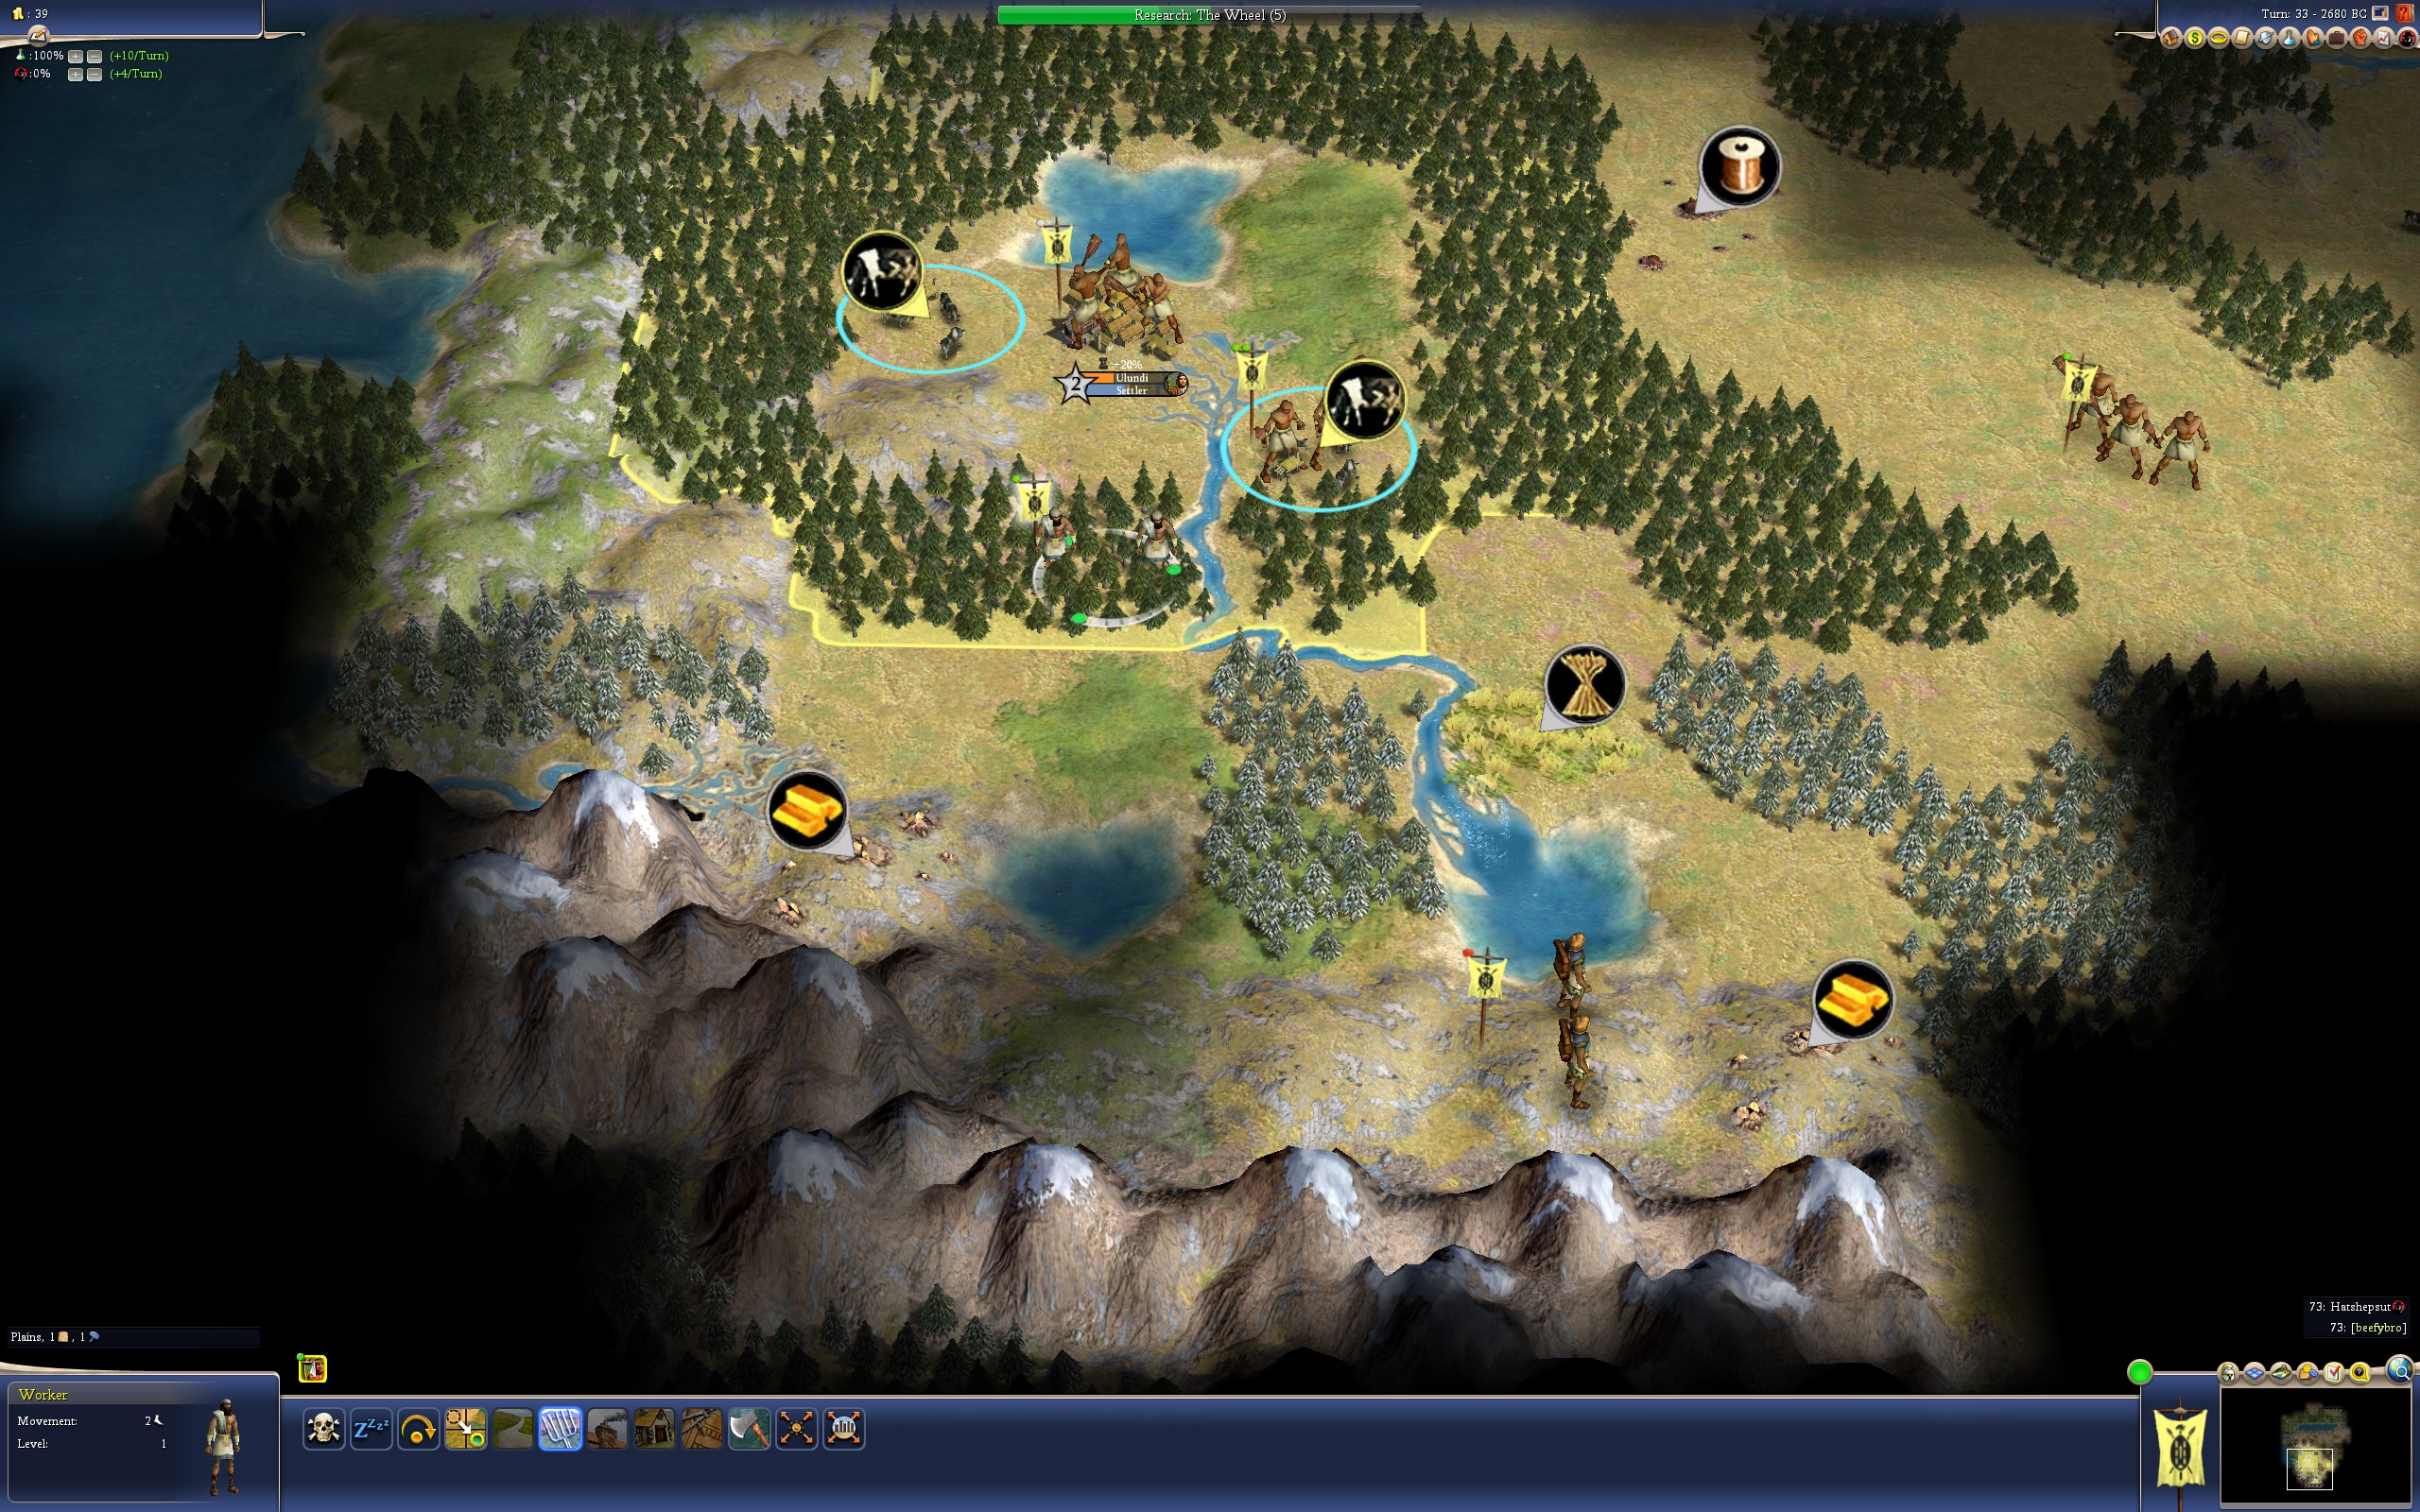 : 39
Research: The Wheel (5)
Turn: 33 - 2680 BC
:100% (+10/Turn)
:0% (+4/Turn)
+20%
2
Ulundi
Settler
73: Hatshepsut
73: [beefybro]
Plains, 1 , 1
Worker
Movement: 2
Level: 1
zZzz